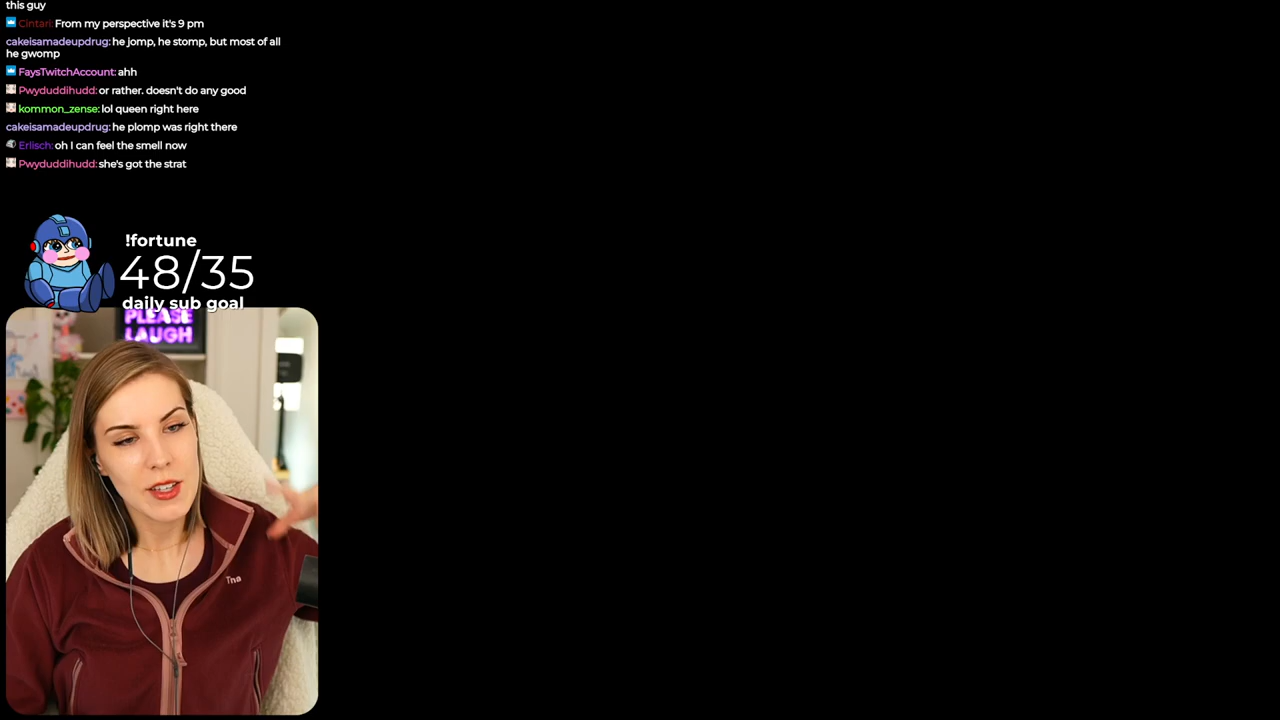 this guy
Cintari: From my perspective it's 9 pm
cakeisamadeupdrug: he jomp, he stomp, but most of all
he gwomp
FaysTwitchAccount: ahh
Pwyduddihudd: or rather. doesn't do any good
kommon_zense: lol queen right here
cakeisamadeupdrug: he plomp was right there
Erlisch: oh I can feel the smell now
Pwyduddihudd: she's got the strat
!fortune
48/35
daily sub goal
PLEASE
LAUGH
Tna